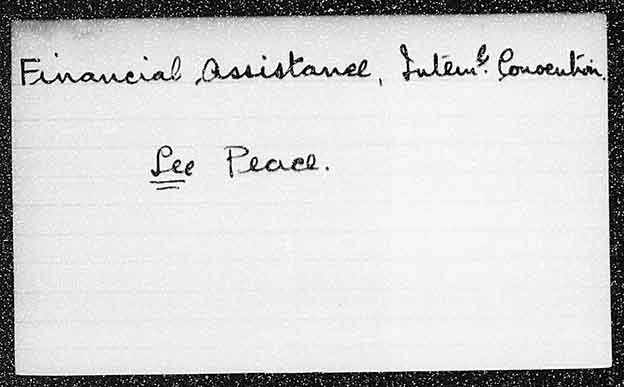 Financial Assistance, Intern^l. Convention.
See Peace.